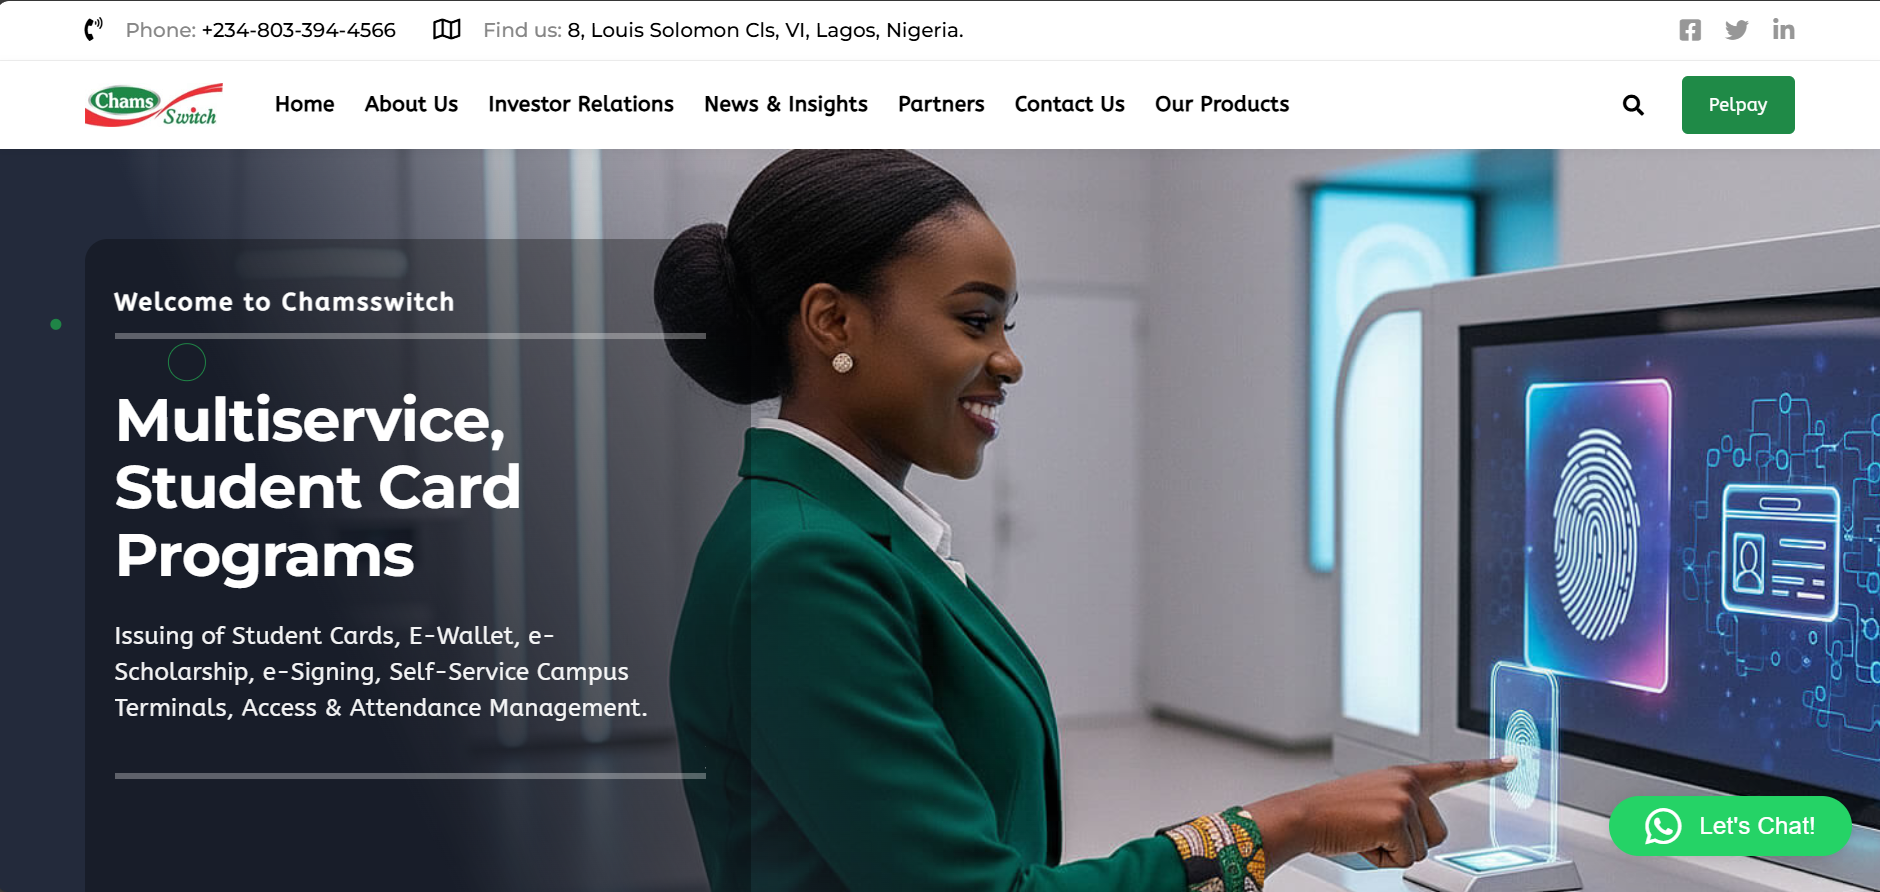 Phone: +234-803-394-4566
Find us: 8, Louis Solomon Cls, VI, Lagos, Nigeria.
Chams
Switch
Home
About Us
Investor Relations
News & Insights
Partners
Contact Us
Our Products
Pelpay
Welcome to Chamsswitch
Multiservice,
Student Card
Programs
Issuing of Student Cards, E-Wallet, e-
Scholarship, e-Signing, Self-Service Campus
Terminals, Access & Attendance Management.
Let's Chat!